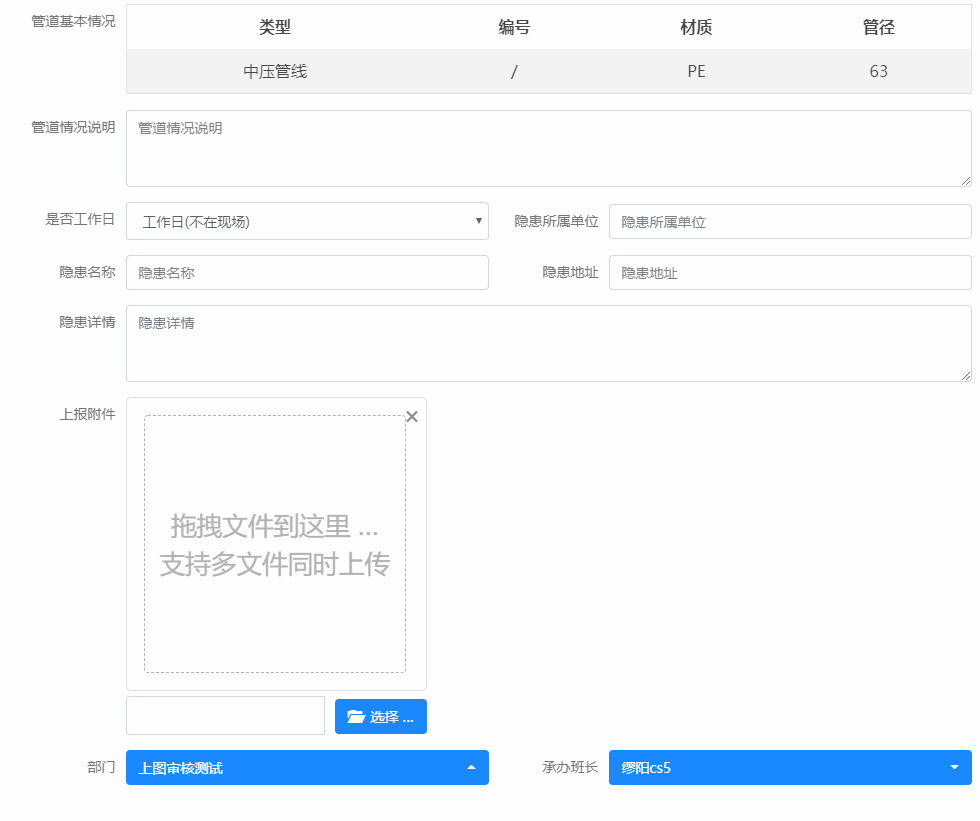 管道基本情况
类型 编号 材质 管径
中压管线 / PE 63
管道情况说明 管道情况说明
是否工作日 工作日(不在现场) 隐患所属单位 隐患所属单位
隐患名称 隐患名称 隐患地址 隐患地址
隐患详情 隐患详情
上报附件
拖拽文件到这里 ...
支持多文件同时上传
选择 ...
部门 上图审核测试 承办班长 缪阳cs5